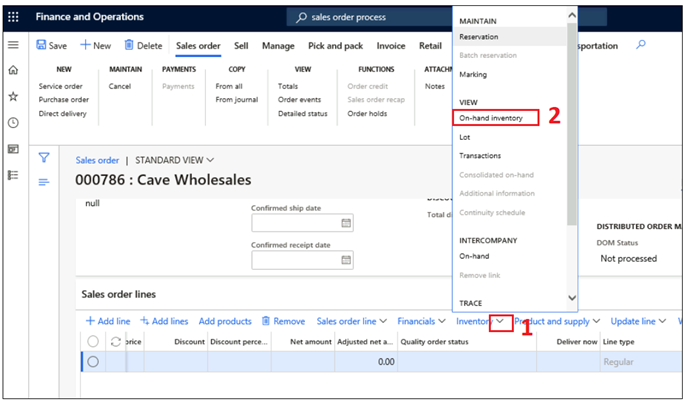 Finance and Operations
sales order process
Save
New
Delete
Sales order
Sell
Manage
Pick and pack
Invoice
Retail
sportation
NEW
Service order
Purchase order
Direct delivery
MAINTAIN
Cancel
PAYMENTS
Payments
COPY
From all
From journal
VIEW
Totals
Order events
Detailed status
FUNCTIONS
Order credit
Sales order recap
Order holds
ATTACHM
Notes
MAINTAIN
Reservation
Batch reservation
Marking
VIEW
On-hand inventory
2
Lot
Transactions
Consolidated on-hand
Additional information
Continuity schedule
INTERCOMPANY
On-hand
Remove link
TRACE
Sales order | STANDARD VIEW
000786 : Cave Wholesales
null
Confirmed ship date
Confirmed receipt date
Total di
DISTRIBUTED ORDER MA
DOM Status
Not processed
Sales order lines
Add line
Add lines
Add products
Remove
Sales order line
Financials
Inventory
1
Product and supply
Update line
rice
Discount
Discount perce...
Net amount
Adjusted net a...
Quality order status
Deliver now
Line type
0.00
Regular